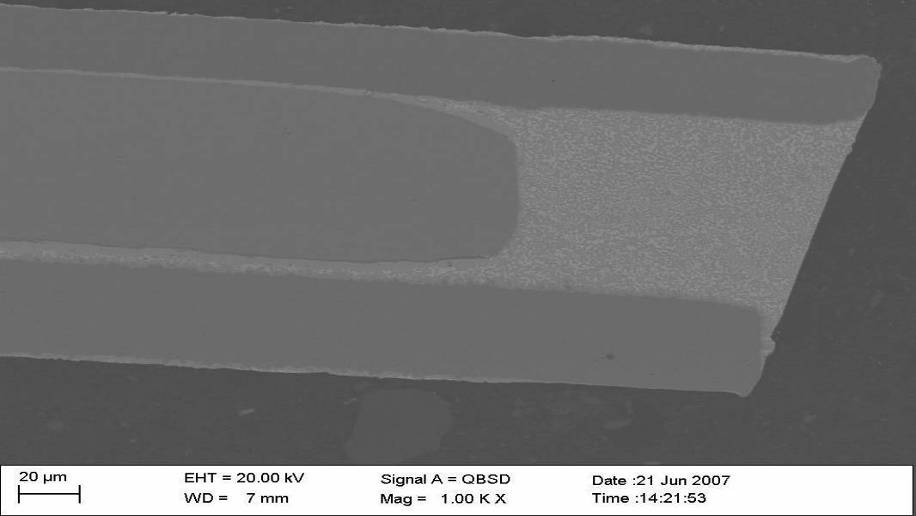 20 µm
EHT = 20.00 kV Signal A = QBSD Date :21 Jun 2007
WD = 7 mm Mag = 1.00 K X Time :14:21:53